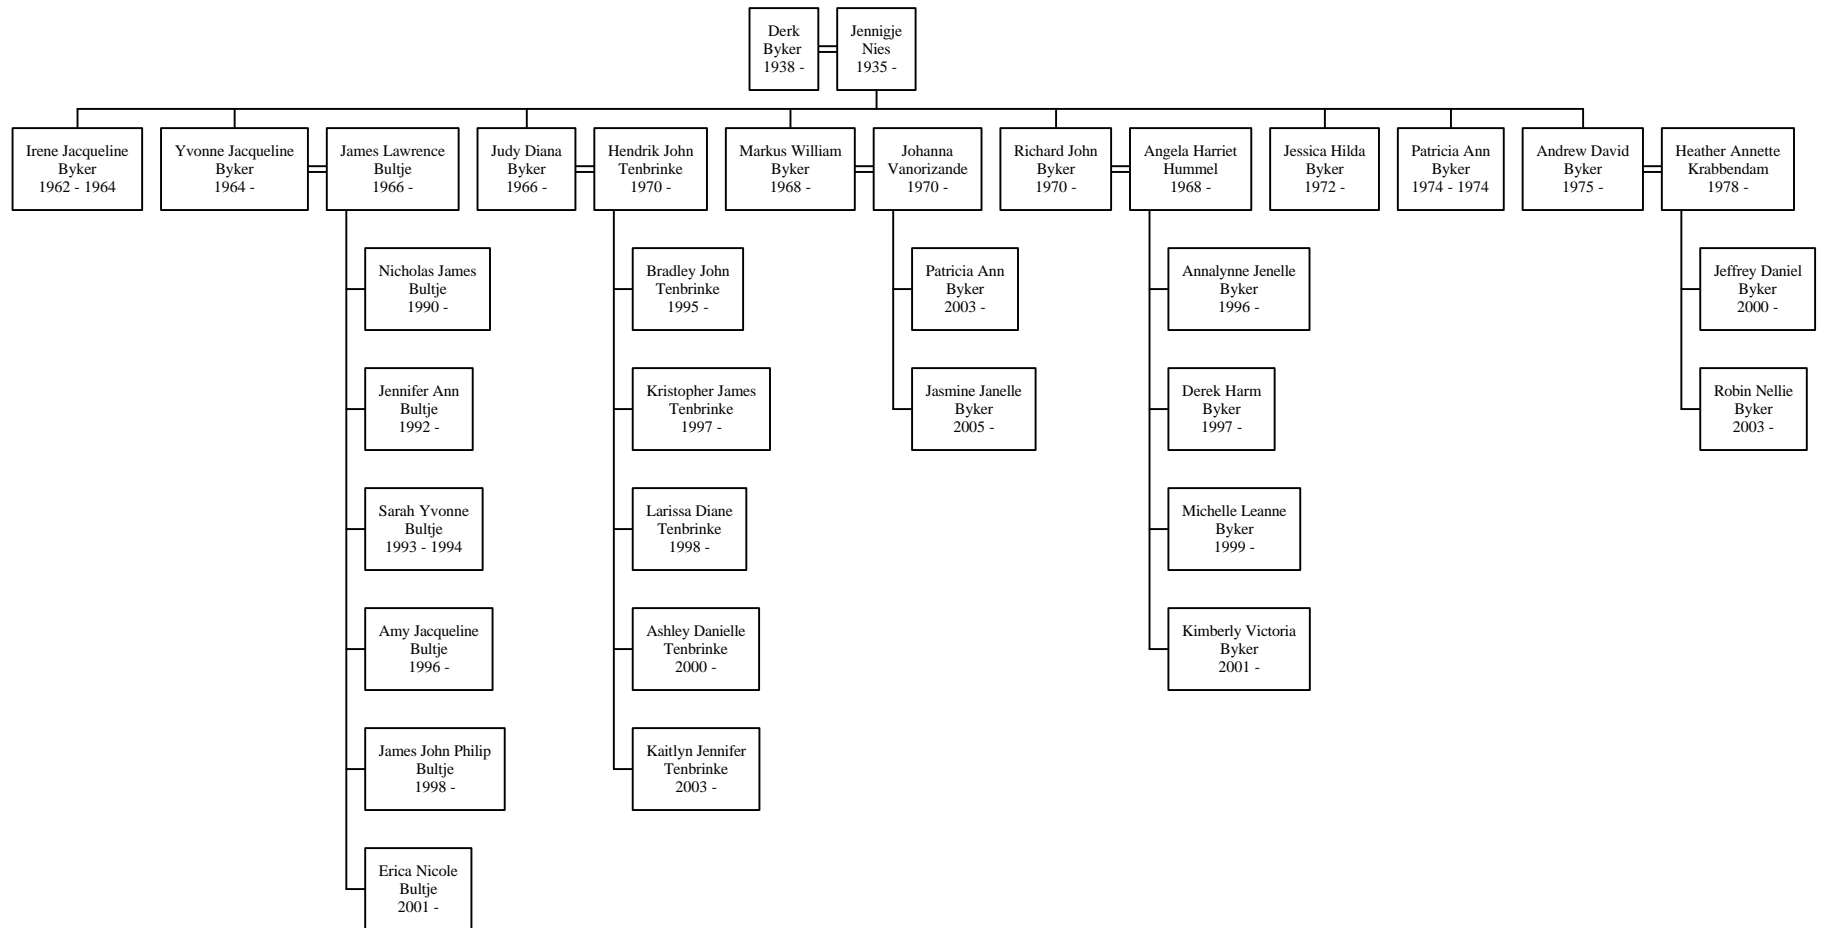 Derk
Byker
1938 -
Jennigje
Nies
1935 -
Irene Jacqueline
Byker
1962 - 1964
Yvonne Jacqueline
Byker
1964 -
James Lawrence
Bultje
1966 -
Judy Diana
Byker
1966 -
Hendrik John
Tenbrinke
1970 -
Markus William
Byker
1968 -
Johanna
Vanorizande
1970 -
Richard John
Byker
1970 -
Angela Harriet
Hummel
1968 -
Jessica Hilda
Byker
1972 -
Patricia Ann
Byker
1974 - 1974
Andrew David
Byker
1975 -
Heather Annette
Krabbendam
1978 -
Nicholas James
Bultje
1990 -
Jennifer Ann
Bultje
1992 -
Sarah Yvonne
Bultje
1993 - 1994
Amy Jacqueline
Bultje
1996 -
James John Philip
Bultje
1998 -
Erica Nicole
Bultje
2001 -
Bradley John
Tenbrinke
1995 -
Kristopher James
Tenbrinke
1997 -
Larissa Diane
Tenbrinke
1998 -
Ashley Danielle
Tenbrinke
2000 -
Kaitlyn Jennifer
Tenbrinke
2003 -
Patricia Ann
Byker
2003 -
Jasmine Janelle
Byker
2005 -
Annalynne Jenelle
Byker
1996 -
Derek Harm
Byker
1997 -
Michelle Leanne
Byker
1999 -
Kimberly Victoria
Byker
2001 -
Jeffrey Daniel
Byker
2000 -
Robin Nellie
Byker
2003 -